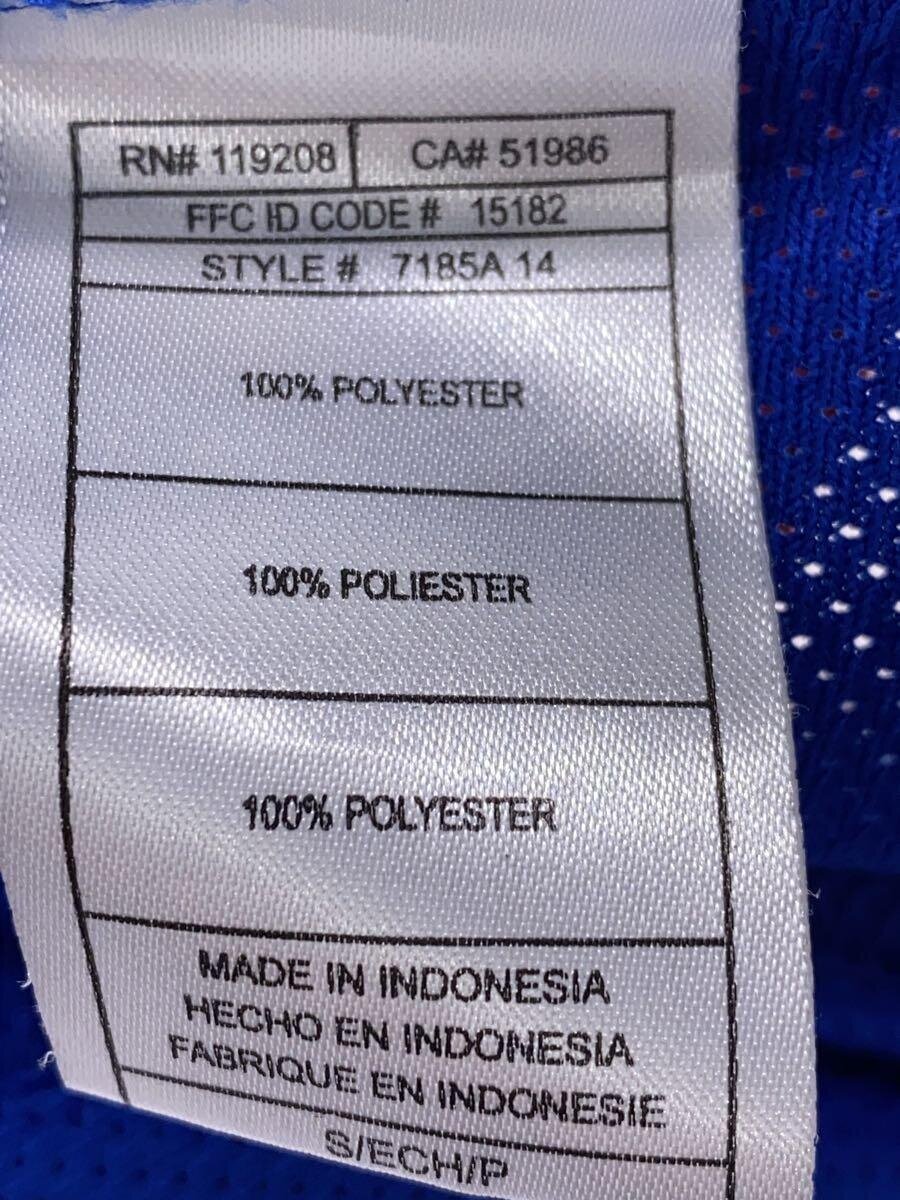 RN# 119208 CA# 51986
FFC ID CODE # 15182
STYLE # 7185A 14
100% POLYESTER
100% POLIESTER
100% POLYESTER
MADE IN INDONESIA
HECHO EN INDONESIA
FABRIQUE EN INDONESIE
S/ECH/P